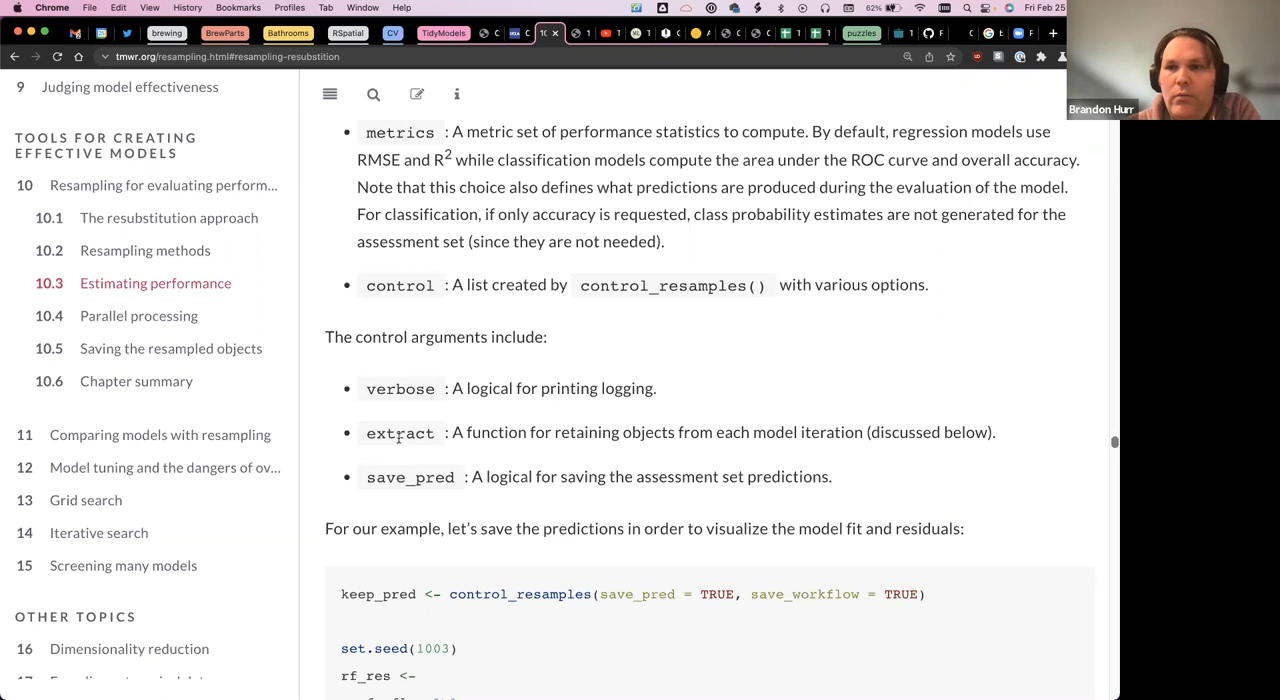 Chrome File Edit View History Bookmarks Profiles Tab Window Help 62% Fri Feb 25
brewing BrewParts Bathrooms RSpatial CV TidyModels puzzles
tmwr.org/resampling.html#resampling-resubstition
Brandon Hurr
9 Judging model effectiveness
TOOLS FOR CREATING
EFFECTIVE MODELS
10 Resampling for evaluating perform...
10.1 The resubstitution approach
10.2 Resampling methods
10.3 Estimating performance
10.4 Parallel processing
10.5 Saving the resampled objects
10.6 Chapter summary
11 Comparing models with resampling
12 Model tuning and the dangers of ov...
13 Grid search
14 Iterative search
15 Screening many models
OTHER TOPICS
16 Dimensionality reduction
metrics : A metric set of performance statistics to compute. By default, regression models use
RMSE and R2 while classification models compute the area under the ROC curve and overall accuracy.
Note that this choice also defines what predictions are produced during the evaluation of the model.
For classification, if only accuracy is requested, class probability estimates are not generated for the
assessment set (since they are not needed).
control : A list created by control_resamples() with various options.
The control arguments include:
verbose : A logical for printing logging.
extract : A function for retaining objects from each model iteration (discussed below).
save_pred : A logical for saving the assessment set predictions.
For our example, let's save the predictions in order to visualize the model fit and residuals:
keep_pred <- control_resamples(save_pred = TRUE, save_workflow = TRUE)
set.seed(1003)
rf_res <-